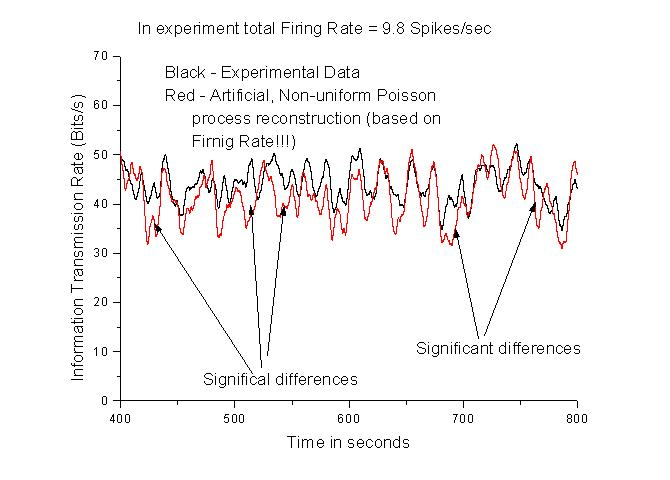 In experiment total Firing Rate = 9.8 Spikes/sec
70
Black - Experimental Data
Red - Artificial, Non-uniform Poisson
process reconstruction (based on
Firnig Rate!!!)
60
50
40
30
20
10
0
Information Transmission Rate (Bits/s)
Significant differences
Significal differences
400
500
600
700
800
Time in seconds